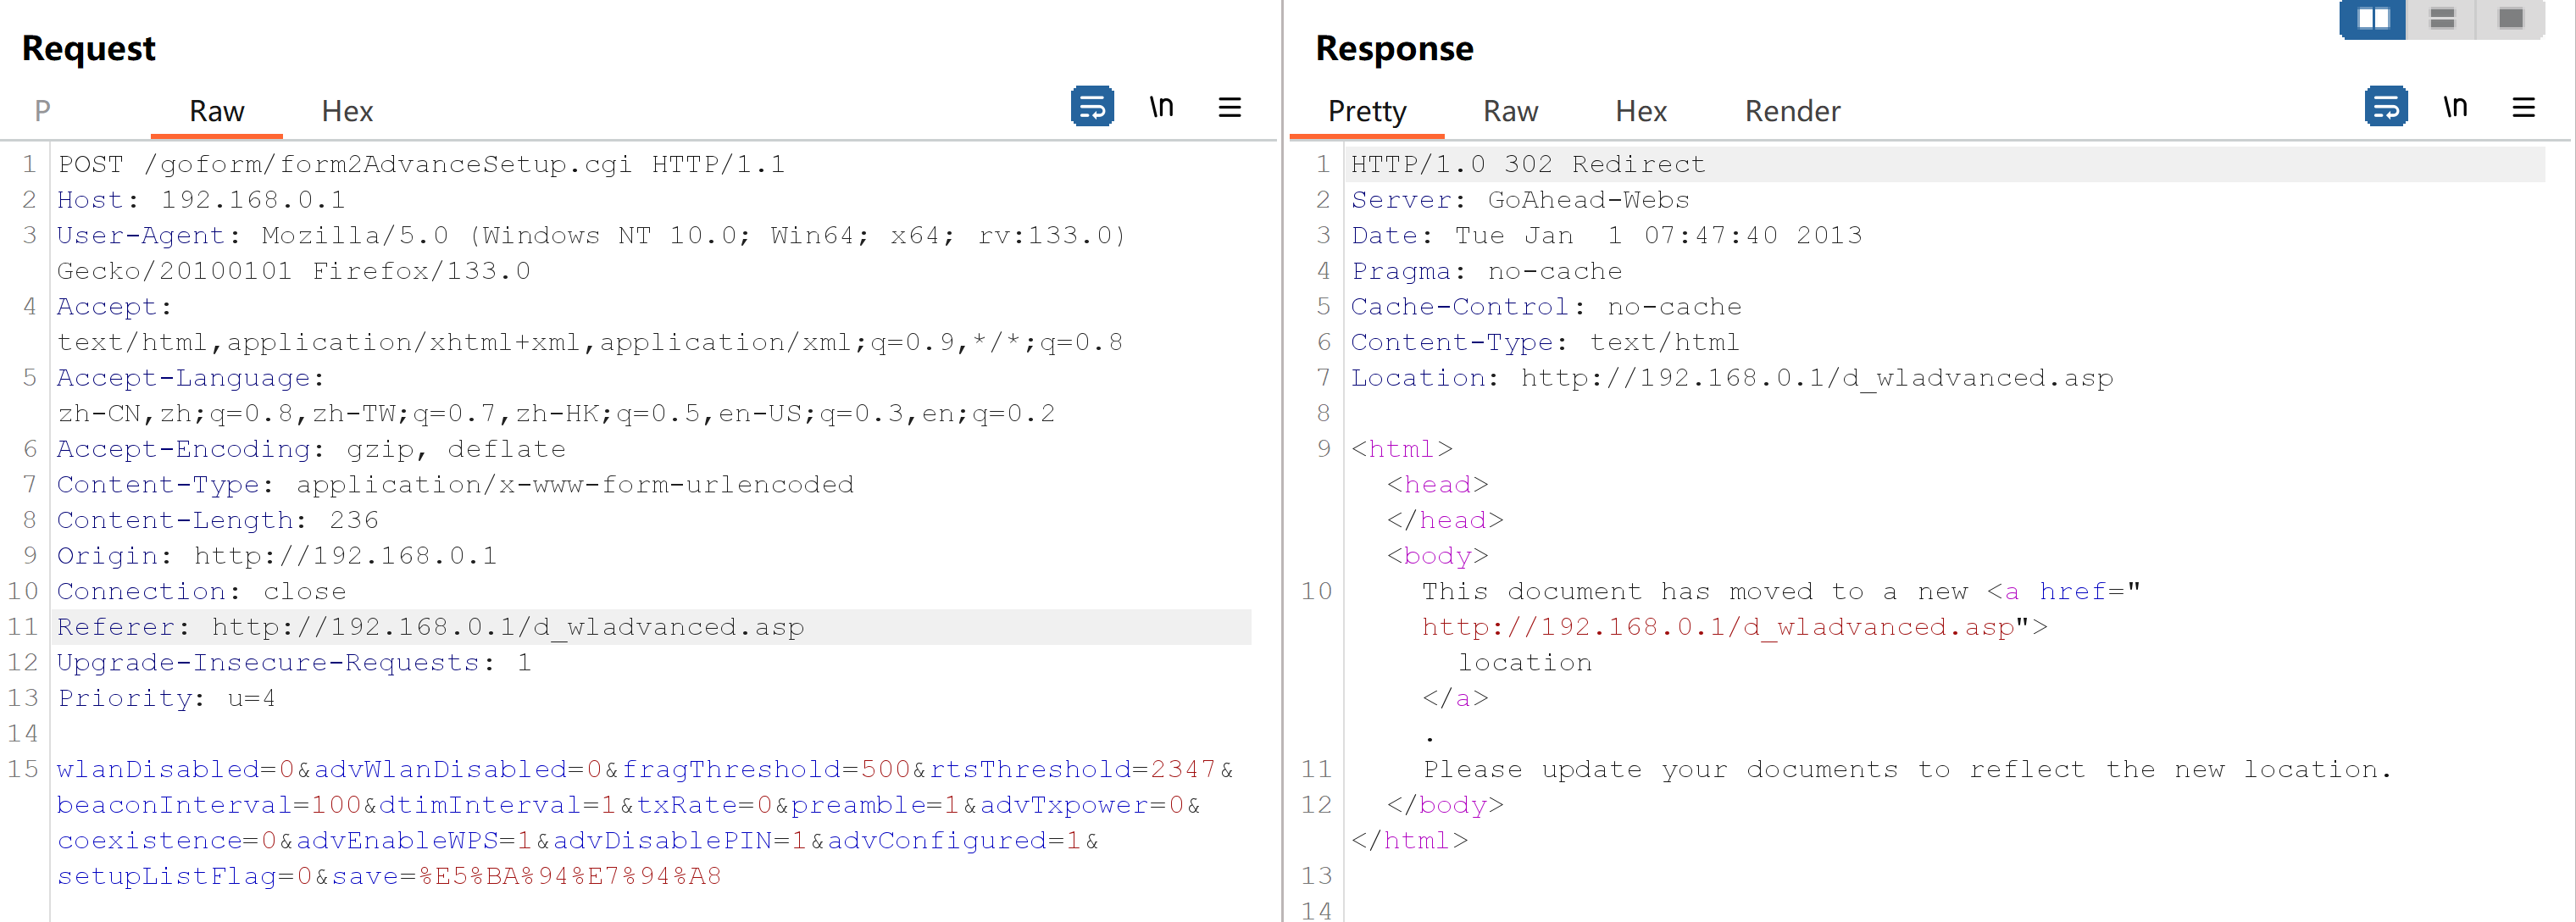 Request
P Raw Hex \n
1 POST /goform/form2AdvanceSetup.cgi HTTP/1.1
2 Host: 192.168.0.1
3 User-Agent: Mozilla/5.0 (Windows NT 10.0; Win64; x64; rv:133.0)
Gecko/20100101 Firefox/133.0
4 Accept:
text/html,application/xhtml+xml,application/xml;q=0.9,*/*;q=0.8
5 Accept-Language:
zh-CN,zh;q=0.8,zh-TW;q=0.7,zh-HK;q=0.5,en-US;q=0.3,en;q=0.2
6 Accept-Encoding: gzip, deflate
7 Content-Type: application/x-www-form-urlencoded
8 Content-Length: 236
9 Origin: http://192.168.0.1
10 Connection: close
11 Referer: http://192.168.0.1/d_wladvanced.asp
12 Upgrade-Insecure-Requests: 1
13 Priority: u=4
14
15 wlanDisabled=0&advWlanDisabled=0&fragThreshold=500&rtsThreshold=2347&
beaconInterval=100&dtimInterval=1&txRate=0&preamble=1&advTxpower=0&
coexistence=0&advEnableWPS=1&advDisablePIN=1&advConfigured=1&
setupListFlag=0&save=%E5%BA%94%E7%94%A8
Response
Pretty Raw Hex Render \n
1 HTTP/1.0 302 Redirect
2 Server: GoAhead-Webs
3 Date: Tue Jan  1 07:47:40 2013
4 Pragma: no-cache
5 Cache-Control: no-cache
6 Content-Type: text/html
7 Location: http://192.168.0.1/d_wladvanced.asp
8
9 <html>
<head>
</head>
<body>
10 This document has moved to a new <a href="
http://192.168.0.1/d_wladvanced.asp">
location
</a>
.
11 Please update your documents to reflect the new location.
12 </body>
</html>
13
14